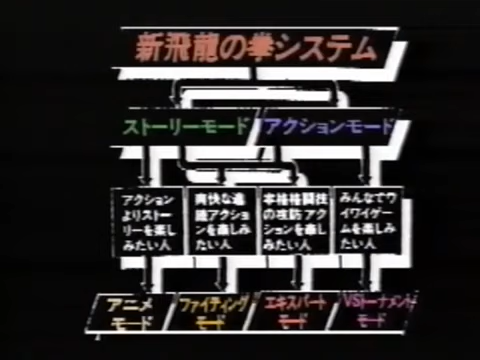 新飛龍の拳システム
ストーリーモード
アクションモード
アクション
よりストー
リーを楽し
みたい人
爽快な連
続アクショ
ンを楽しみ
たい人
本格格闘技
の攻防アク
ションを楽し
みたい人
みんなでワ
イワイゲー
ムを楽しみ
たい人
アニメ
モード
ファイティング
モード
エキスパート
モード
VSトーナメント
モード